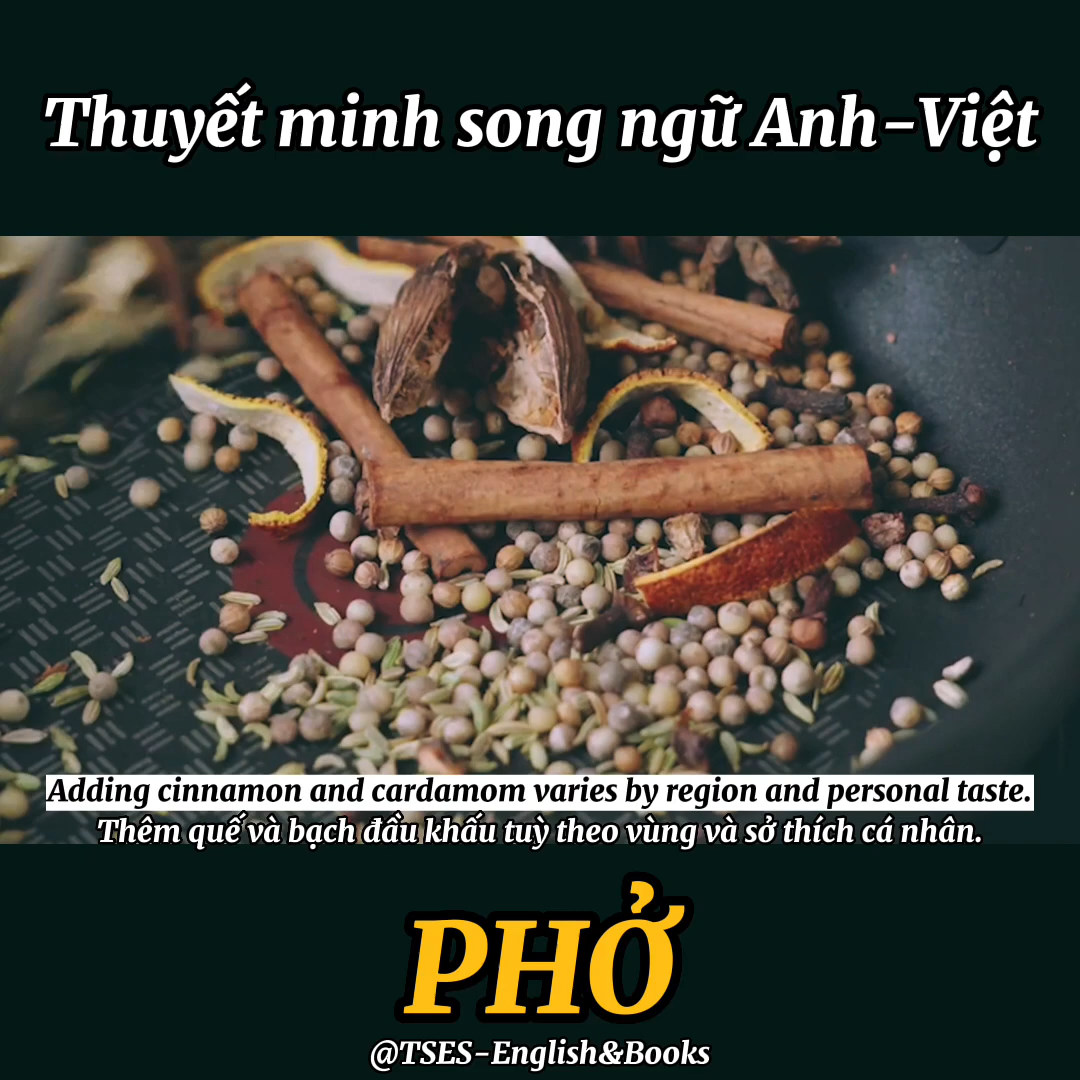 Thuyết minh song ngữ Anh-Việt
Adding cinnamon and cardamom varies by region and personal taste.
Thêm quế và bạch đầu khấu tuỳ theo vùng và sở thích cá nhân.
PHỞ
@TSES-English&Books